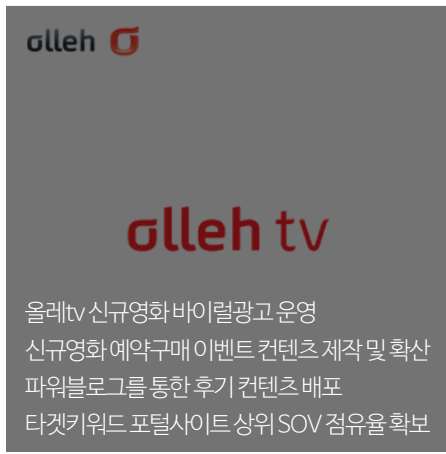 olleh
olleh tv
올레tv 신규영화 바이럴광고 운영
신규영화 예약구매 이벤트 컨텐츠 제작 및 확산
파워블로그를 통한 후기 컨텐츠 배포
타겟키워드 포털사이트 상위 SOV 점유율 확보